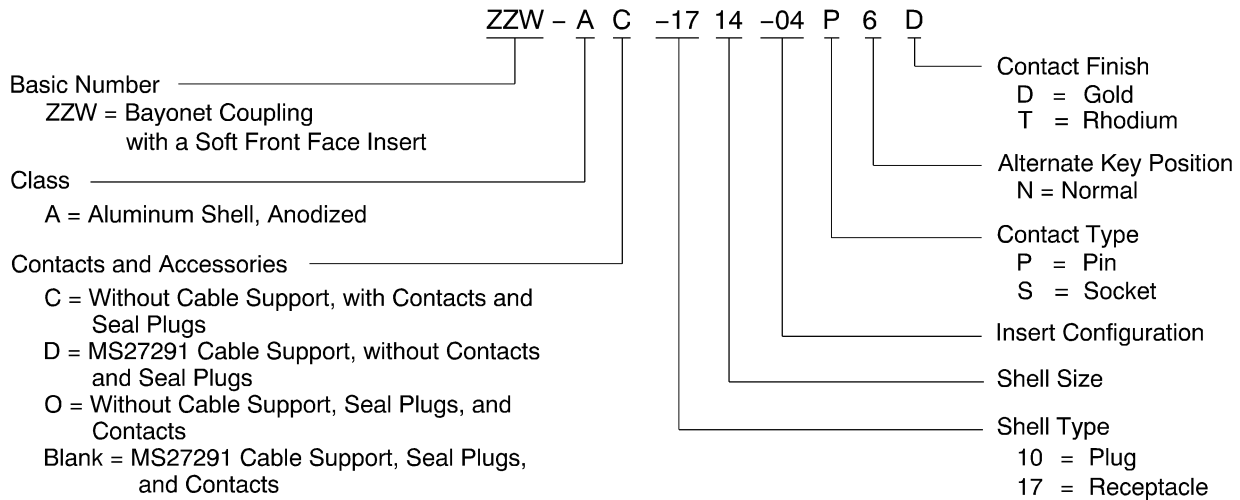 ZZW – A C –17 14 –04 P 6 D
Basic Number
ZZW = Bayonet Coupling
with a Soft Front Face Insert
Class
A = Aluminum Shell, Anodized
Contacts and Accessories
C = Without Cable Support, with Contacts and
Seal Plugs
D = MS27291 Cable Support, without Contacts
and Seal Plugs
O = Without Cable Support, Seal Plugs, and
Contacts
Blank = MS27291 Cable Support, Seal Plugs,
and Contacts
Contact Finish
D = Gold
T = Rhodium
Alternate Key Position
N = Normal
Contact Type
P = Pin
S = Socket
Insert Configuration
Shell Size
Shell Type
10 = Plug
17 = Receptacle